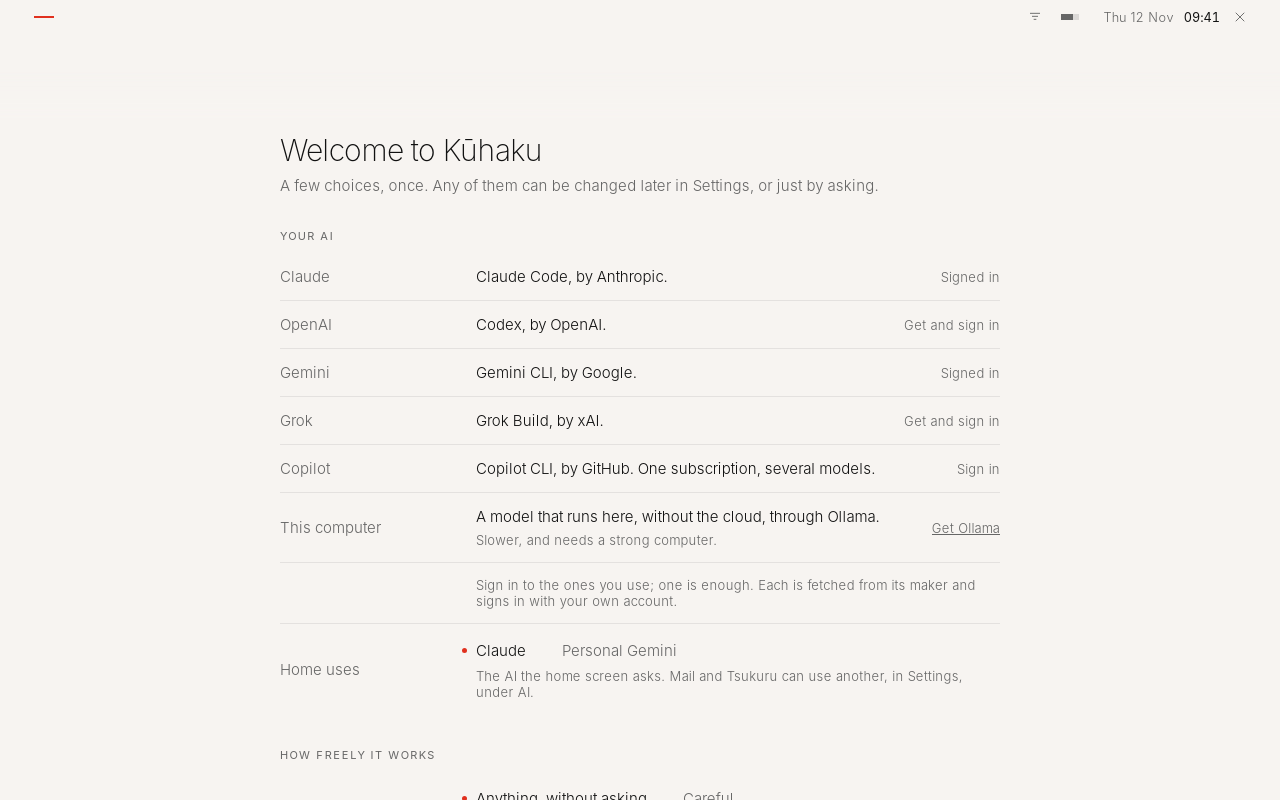 Thu 12 Nov 09:41
Welcome to Kūhaku
A few choices, once. Any of them can be changed later in Settings, or just by asking.
YOUR AI
Claude Claude Code, by Anthropic. Signed in
OpenAI Codex, by OpenAI. Get and sign in
Gemini Gemini CLI, by Google. Signed in
Grok Grok Build, by xAI. Get and sign in
Copilot Copilot CLI, by GitHub. One subscription, several models. Sign in
This computer A model that runs here, without the cloud, through Ollama. Get Ollama
Slower, and needs a strong computer.
Sign in to the ones you use; one is enough. Each is fetched from its maker and
signs in with your own account.
Home uses Claude Personal Gemini
The AI the home screen asks. Mail and Tsukuru can use another, in Settings,
under AI.
HOW FREELY IT WORKS
Anything, without asking Careful